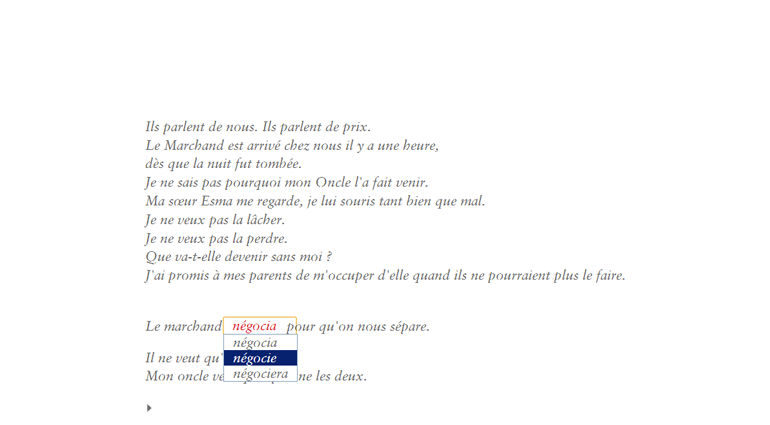 Ils parlent de nous. Ils parlent de prix.
Le Marchand est arrivé chez nous il y a une heure,
dès que la nuit fut tombée.
Je ne sais pas pourquoi mon Oncle l'a fait venir.
Ma sœur Esma me regarde, je lui souris tant bien que mal.
Je ne veux pas la lâcher.
Je ne veux pas la perdre.
Que va-t-elle devenir sans moi ?
J'ai promis à mes parents de m'occuper d'elle quand ils ne pourraient plus le faire.
Le marchand négocia pour qu'on nous sépare.
négocia
Il ne veut qu'
négocie
négociera
Mon oncle ne les deux.